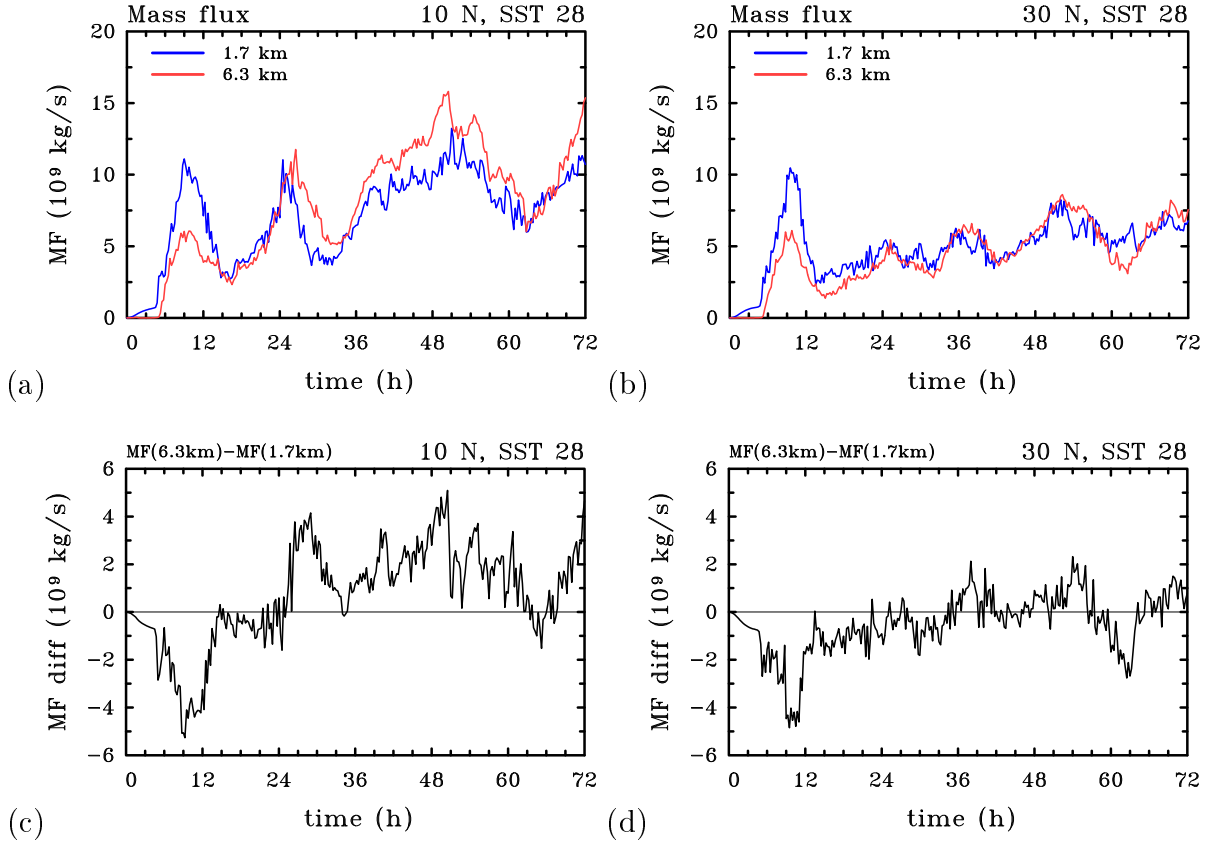 Mass flux 10 N, SST 28
20
15
10
5
0
MF (10⁹ kg/s)
1.7 km
6.3 km
0 12 24 36 48 60 72
time (h)
(a)
Mass flux 30 N, SST 28
20
15
10
5
0
MF (10⁹ kg/s)
1.7 km
6.3 km
0 12 24 36 48 60 72
time (h)
(b)
MF(6.3km)−MF(1.7km) 10 N, SST 28
6
4
2
0
−2
−4
−6
MF diff (10⁹ kg/s)
0 12 24 36 48 60 72
time (h)
(c)
MF(6.3km)−MF(1.7km) 30 N, SST 28
6
4
2
0
−2
−4
−6
MF diff (10⁹ kg/s)
0 12 24 36 48 60 72
time (h)
(d)